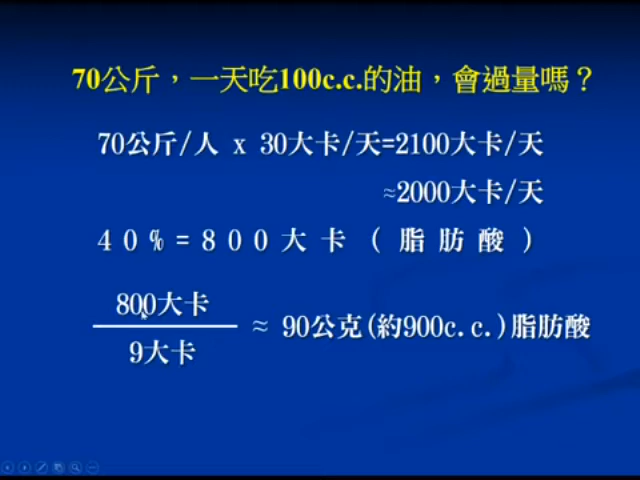 70公斤，一天吃100c.c.的油，會過量嗎？
70公斤/人 x 30大卡/天=2100大卡/天
≈2000大卡/天
40%=800大卡(脂肪酸)
800大卡
9大卡
≈ 90公克(約900c.c.)脂肪酸